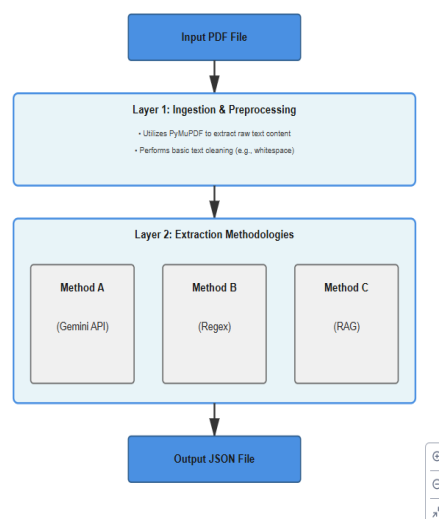 Input PDF File
Layer 1: Ingestion & Preprocessing
• Utilizes PyMuPDF to extract raw text content
• Performs basic text cleaning (e.g., whitespace)
Layer 2: Extraction Methodologies
Method A
Method B
Method C
(Gemini API)
(Regex)
(RAG)
Output JSON File